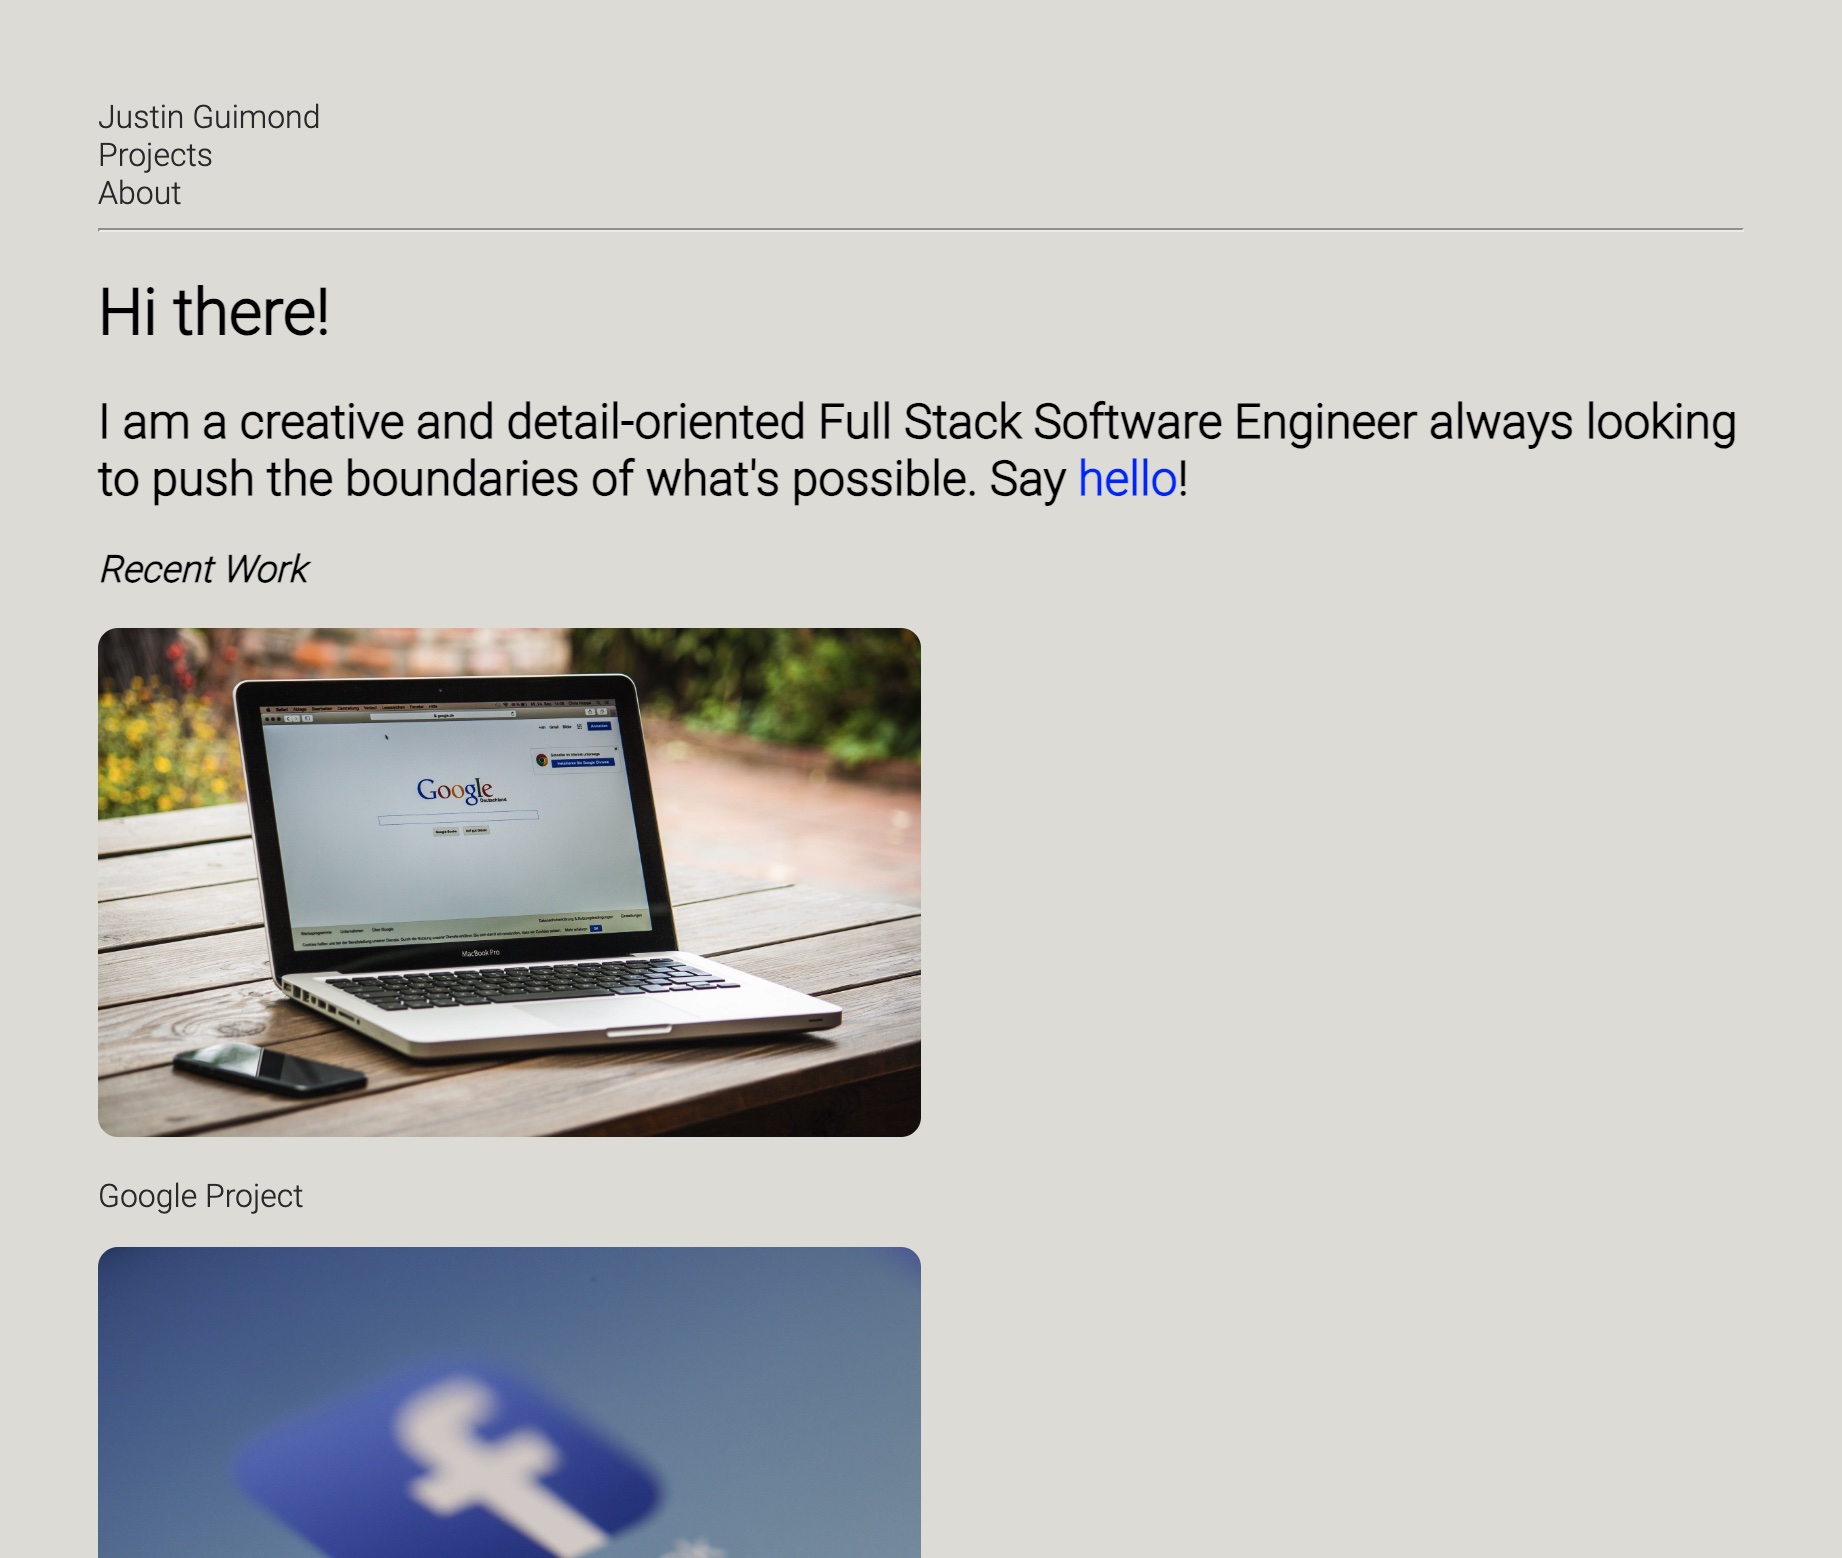 Justin Guimond
Projects
About
Hi there!
I am a creative and detail-oriented Full Stack Software Engineer always looking
to push the boundaries of what's possible. Say hello!
Recent Work
Google
Deutschland
MacBook Pro
Google Project